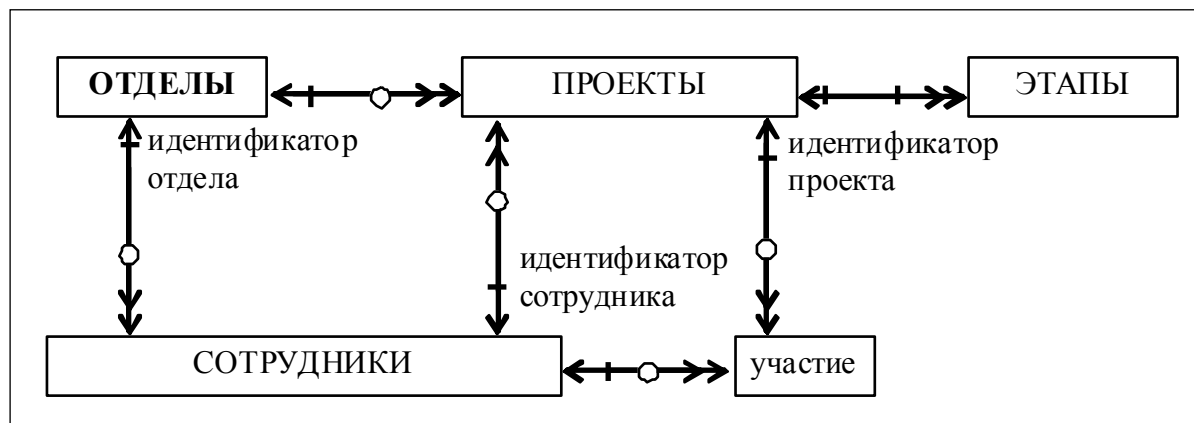 ОТДЕЛЫ
ПРОЕКТЫ
ЭТАПЫ
идентификатор
отдела
идентификатор
проекта
идентификатор
сотрудника
СОТРУДНИКИ
участие